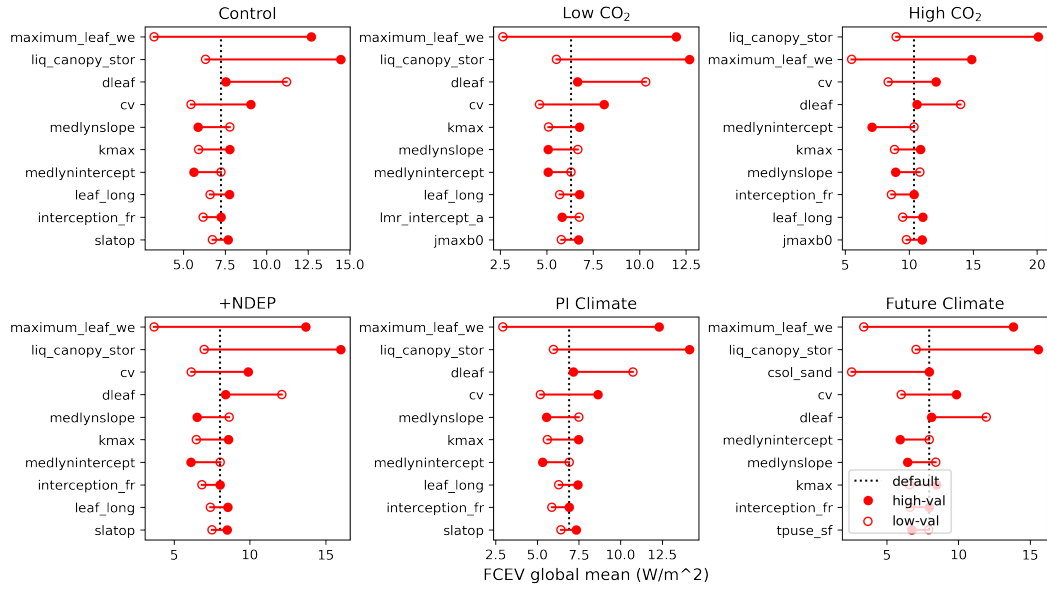 Control
maximum_leaf_we
liq_canopy_stor
dleaf
cv
medlynslope
kmax
medlynintercept
leaf_long
interception_fr
slatop
5.0 7.5 10.0 12.5 15.0
Low CO2
maximum_leaf_we
liq_canopy_stor
dleaf
cv
kmax
medlynslope
medlynintercept
leaf_long
lmr_intercept_a
jmaxb0
2.5 5.0 7.5 10.0 12.5
High CO2
liq_canopy_stor
maximum_leaf_we
cv
dleaf
medlynintercept
kmax
medlynslope
interception_fr
leaf_long
jmaxb0
5 10 15 20
+NDEP
maximum_leaf_we
liq_canopy_stor
cv
dleaf
medlynslope
kmax
medlynintercept
interception_fr
leaf_long
slatop
5 10 15
PI Climate
maximum_leaf_we
liq_canopy_stor
dleaf
cv
medlynslope
kmax
medlynintercept
leaf_long
interception_fr
slatop
2.5 5.0 7.5 10.0 12.5
FCEV global mean (W/m^2)
Future Climate
maximum_leaf_we
liq_canopy_stor
csol_sand
cv
dleaf
medlynintercept
medlynslope
kmax
interception_fr
tpuse_sf
default
high-val
low-val
5 10 15